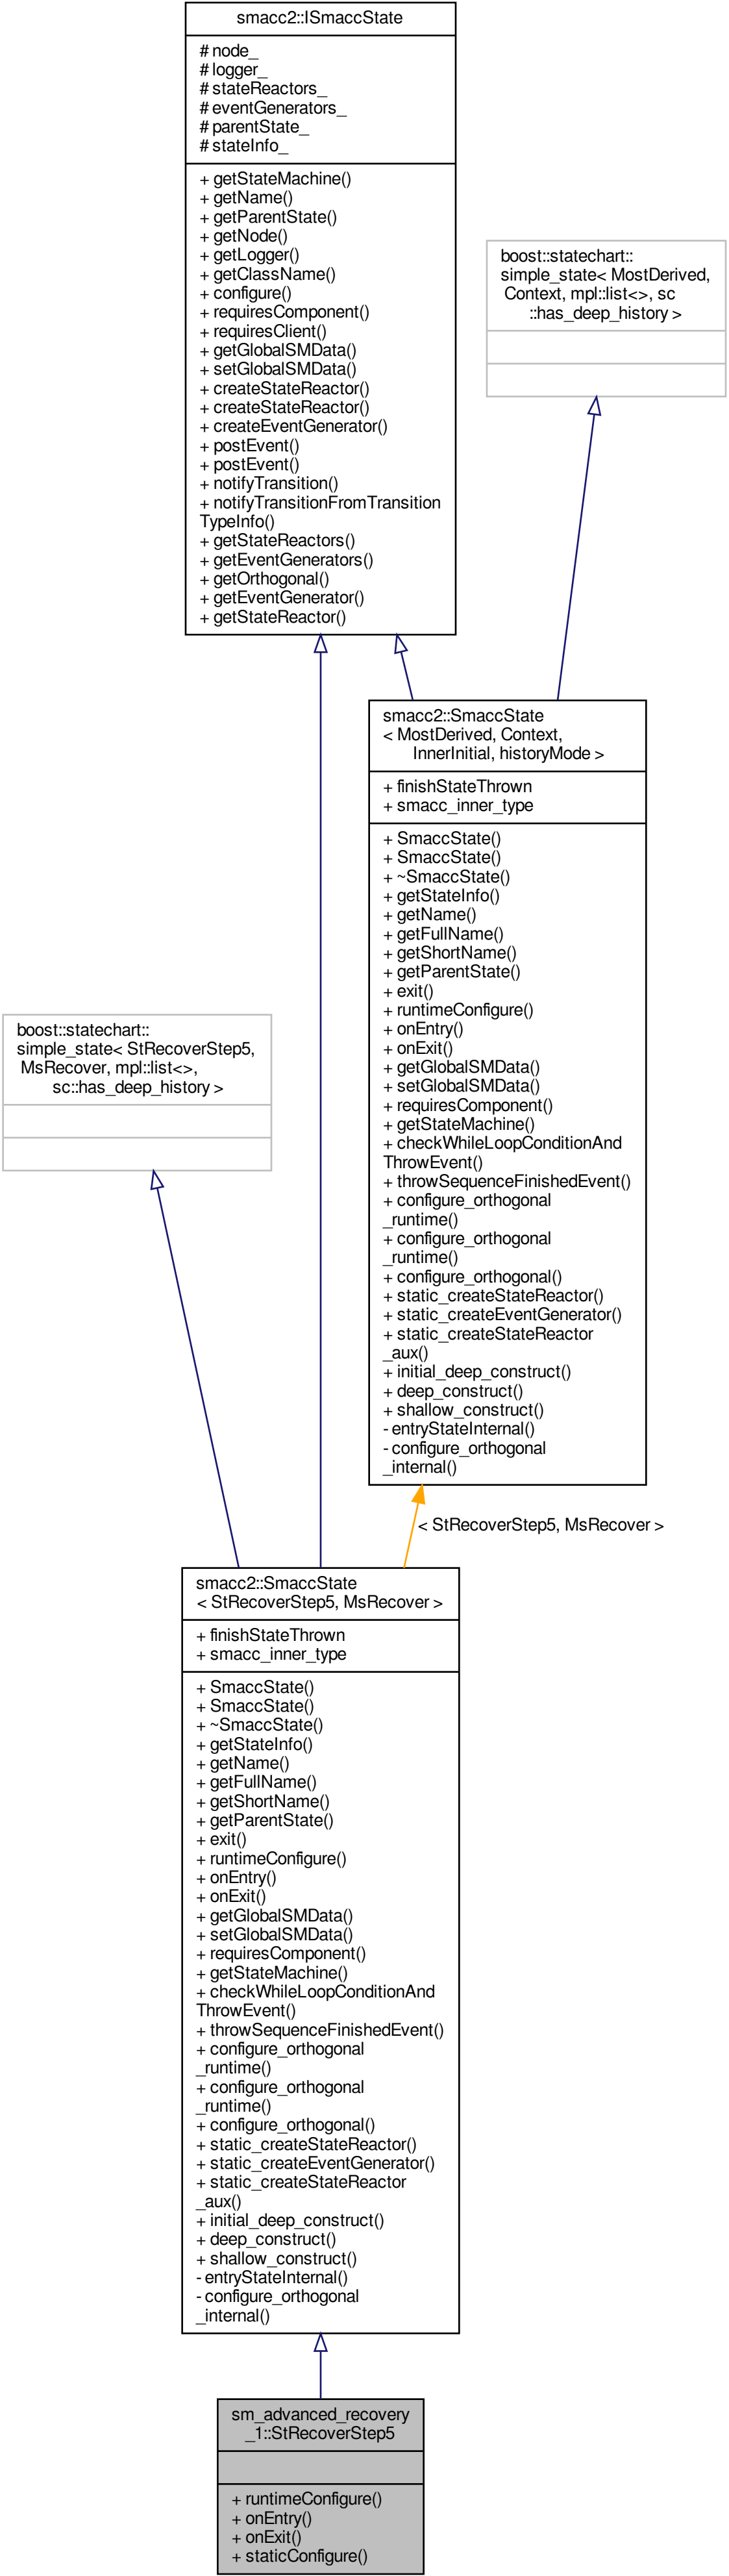 smacc2::ISmaccState
# node_
# logger_
# stateReactors_
# eventGenerators_
# parentState_
# stateInfo_
+ getStateMachine()
+ getName()
+ getParentState()
+ getNode()
+ getLogger()
+ getClassName()
+ configure()
+ requiresComponent()
+ requiresClient()
+ getGlobalSMData()
+ setGlobalSMData()
+ createStateReactor()
+ createStateReactor()
+ createEventGenerator()
+ postEvent()
+ postEvent()
+ notifyTransition()
+ notifyTransitionFromTransition
TypeInfo()
+ getStateReactors()
+ getEventGenerators()
+ getOrthogonal()
+ getEventGenerator()
+ getStateReactor()
boost::statechart::
simple_state< MostDerived,
Context, mpl::list<>, sc
::has_deep_history >
smacc2::SmaccState
< MostDerived, Context,
InnerInitial, historyMode >
+ finishStateThrown
+ smacc_inner_type
+ SmaccState()
+ SmaccState()
+ ~SmaccState()
+ getStateInfo()
+ getName()
+ getFullName()
+ getShortName()
+ getParentState()
+ exit()
+ runtimeConfigure()
+ onEntry()
+ onExit()
+ getGlobalSMData()
+ setGlobalSMData()
+ requiresComponent()
+ getStateMachine()
+ checkWhileLoopConditionAnd
ThrowEvent()
+ throwSequenceFinishedEvent()
+ configure_orthogonal
_runtime()
+ configure_orthogonal
_runtime()
+ configure_orthogonal()
+ static_createStateReactor()
+ static_createEventGenerator()
+ static_createStateReactor
_aux()
+ initial_deep_construct()
+ deep_construct()
+ shallow_construct()
- entryStateInternal()
- configure_orthogonal
_internal()
boost::statechart::
simple_state< StRecoverStep5,
MsRecover, mpl::list<>,
sc::has_deep_history >
< StRecoverStep5, MsRecover >
smacc2::SmaccState
< StRecoverStep5, MsRecover >
+ finishStateThrown
+ smacc_inner_type
+ SmaccState()
+ SmaccState()
+ ~SmaccState()
+ getStateInfo()
+ getName()
+ getFullName()
+ getShortName()
+ getParentState()
+ exit()
+ runtimeConfigure()
+ onEntry()
+ onExit()
+ getGlobalSMData()
+ setGlobalSMData()
+ requiresComponent()
+ getStateMachine()
+ checkWhileLoopConditionAnd
ThrowEvent()
+ throwSequenceFinishedEvent()
+ configure_orthogonal
_runtime()
+ configure_orthogonal
_runtime()
+ configure_orthogonal()
+ static_createStateReactor()
+ static_createEventGenerator()
+ static_createStateReactor
_aux()
+ initial_deep_construct()
+ deep_construct()
+ shallow_construct()
- entryStateInternal()
- configure_orthogonal
_internal()
sm_advanced_recovery
_1::StRecoverStep5
+ runtimeConfigure()
+ onEntry()
+ onExit()
+ staticConfigure()